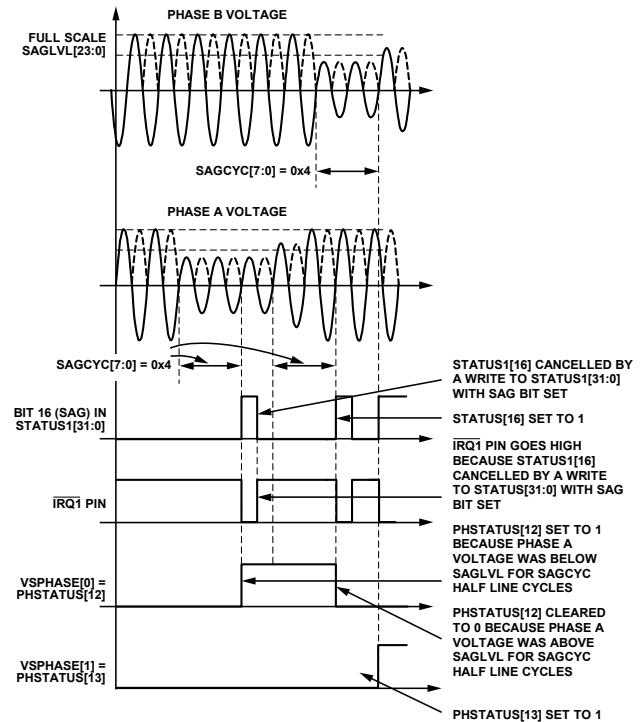 PHASE B VOLTAGE
FULL SCALE
SAGLVL[23:0]
SAGCYC[7:0] = 0x4
PHASE A VOLTAGE
SAGCYC[7:0] = 0x4
STATUS1[16] CANCELLED BY
A WRITE TO STATUS1[31:0]
WITH SAG BIT SET
BIT 16 (SAG) IN
STATUS1[31:0]
STATUS[16] SET TO 1
IRQ1 PIN GOES HIGH
BECAUSE STATUS1[16]
CANCELLED BY A WRITE
TO STATUS[31:0] WITH SAG
BIT SET
IRQ1 PIN
PHSTATUS[12] SET TO 1
BECAUSE PHASE A
VOLTAGE WAS BELOW
SAGLVL FOR SAGCYC
HALF LINE CYCLES
VSPHASE[0] =
PHSTATUS[12]
PHSTATUS[12] CLEARED
TO 0 BECAUSE PHASE A
VOLTAGE WAS ABOVE
SAGLVL FOR SAGCYC
HALF LINE CYCLES
VSPHASE[1] =
PHSTATUS[13]
PHSTATUS[13] SET TO 1